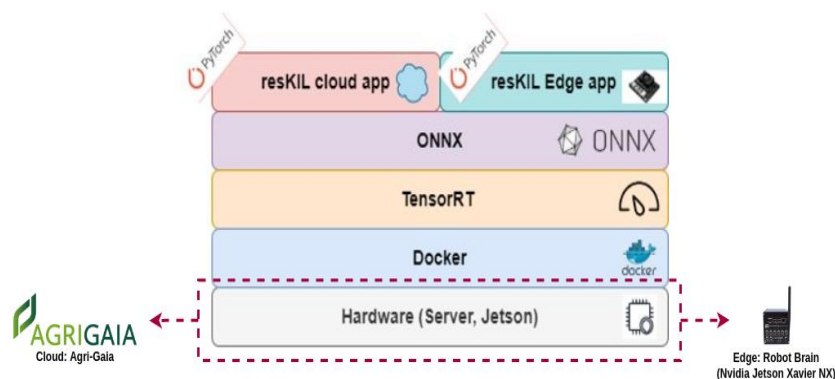 PyTorch
PyTorch
resKIL cloud app
resKIL Edge app
ONNX
ONNX
TensorRT
Docker
docker
Hardware (Server, Jetson)
AGRIGAIA
Cloud: Agri-Gaia
Edge: Robot Brain
(Nvidia Jetson Xavier NX)